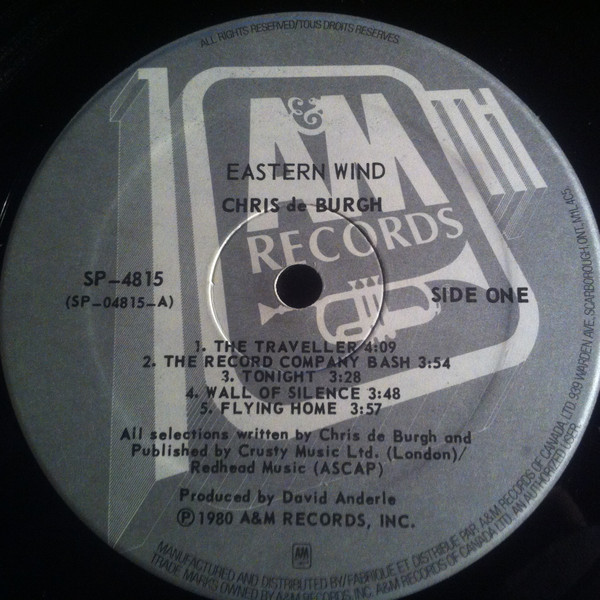 ALL RIGHTS RESERVED/TOUS DROITS RESERVÉS
1 TH
A&M
RECORDS
EASTERN WIND
CHRIS de BURGH
SP-4815
(SP-04815-A)
SIDE ONE
1. THE TRAVELLER 4:09
2. THE RECORD COMPANY BASH 3:54
3. TONIGHT 3:28
4. WALL OF SILENCE 3:48
5. FLYING HOME 3:57
All selections written by Chris de Burgh and
Published by Crusty Music Ltd. (London)/
Redhead Music (ASCAP)
Produced by David Anderle
℗ 1980 A&M RECORDS, INC.
A&M
MANUFACTURED AND DISTRIBUTED BY/FABRIQUÉ ET DISTRIBUÉ PAR A&M RECORDS OF CANADA LTD. 939 WARDEN AVE. SCARBOROUGH, ONT. M1L 4C5
TRADE MARKS OWNED BY A&M RECORDS INC. A&M RECORDS OF CANADA LTD. AN AUTHORIZED USER.